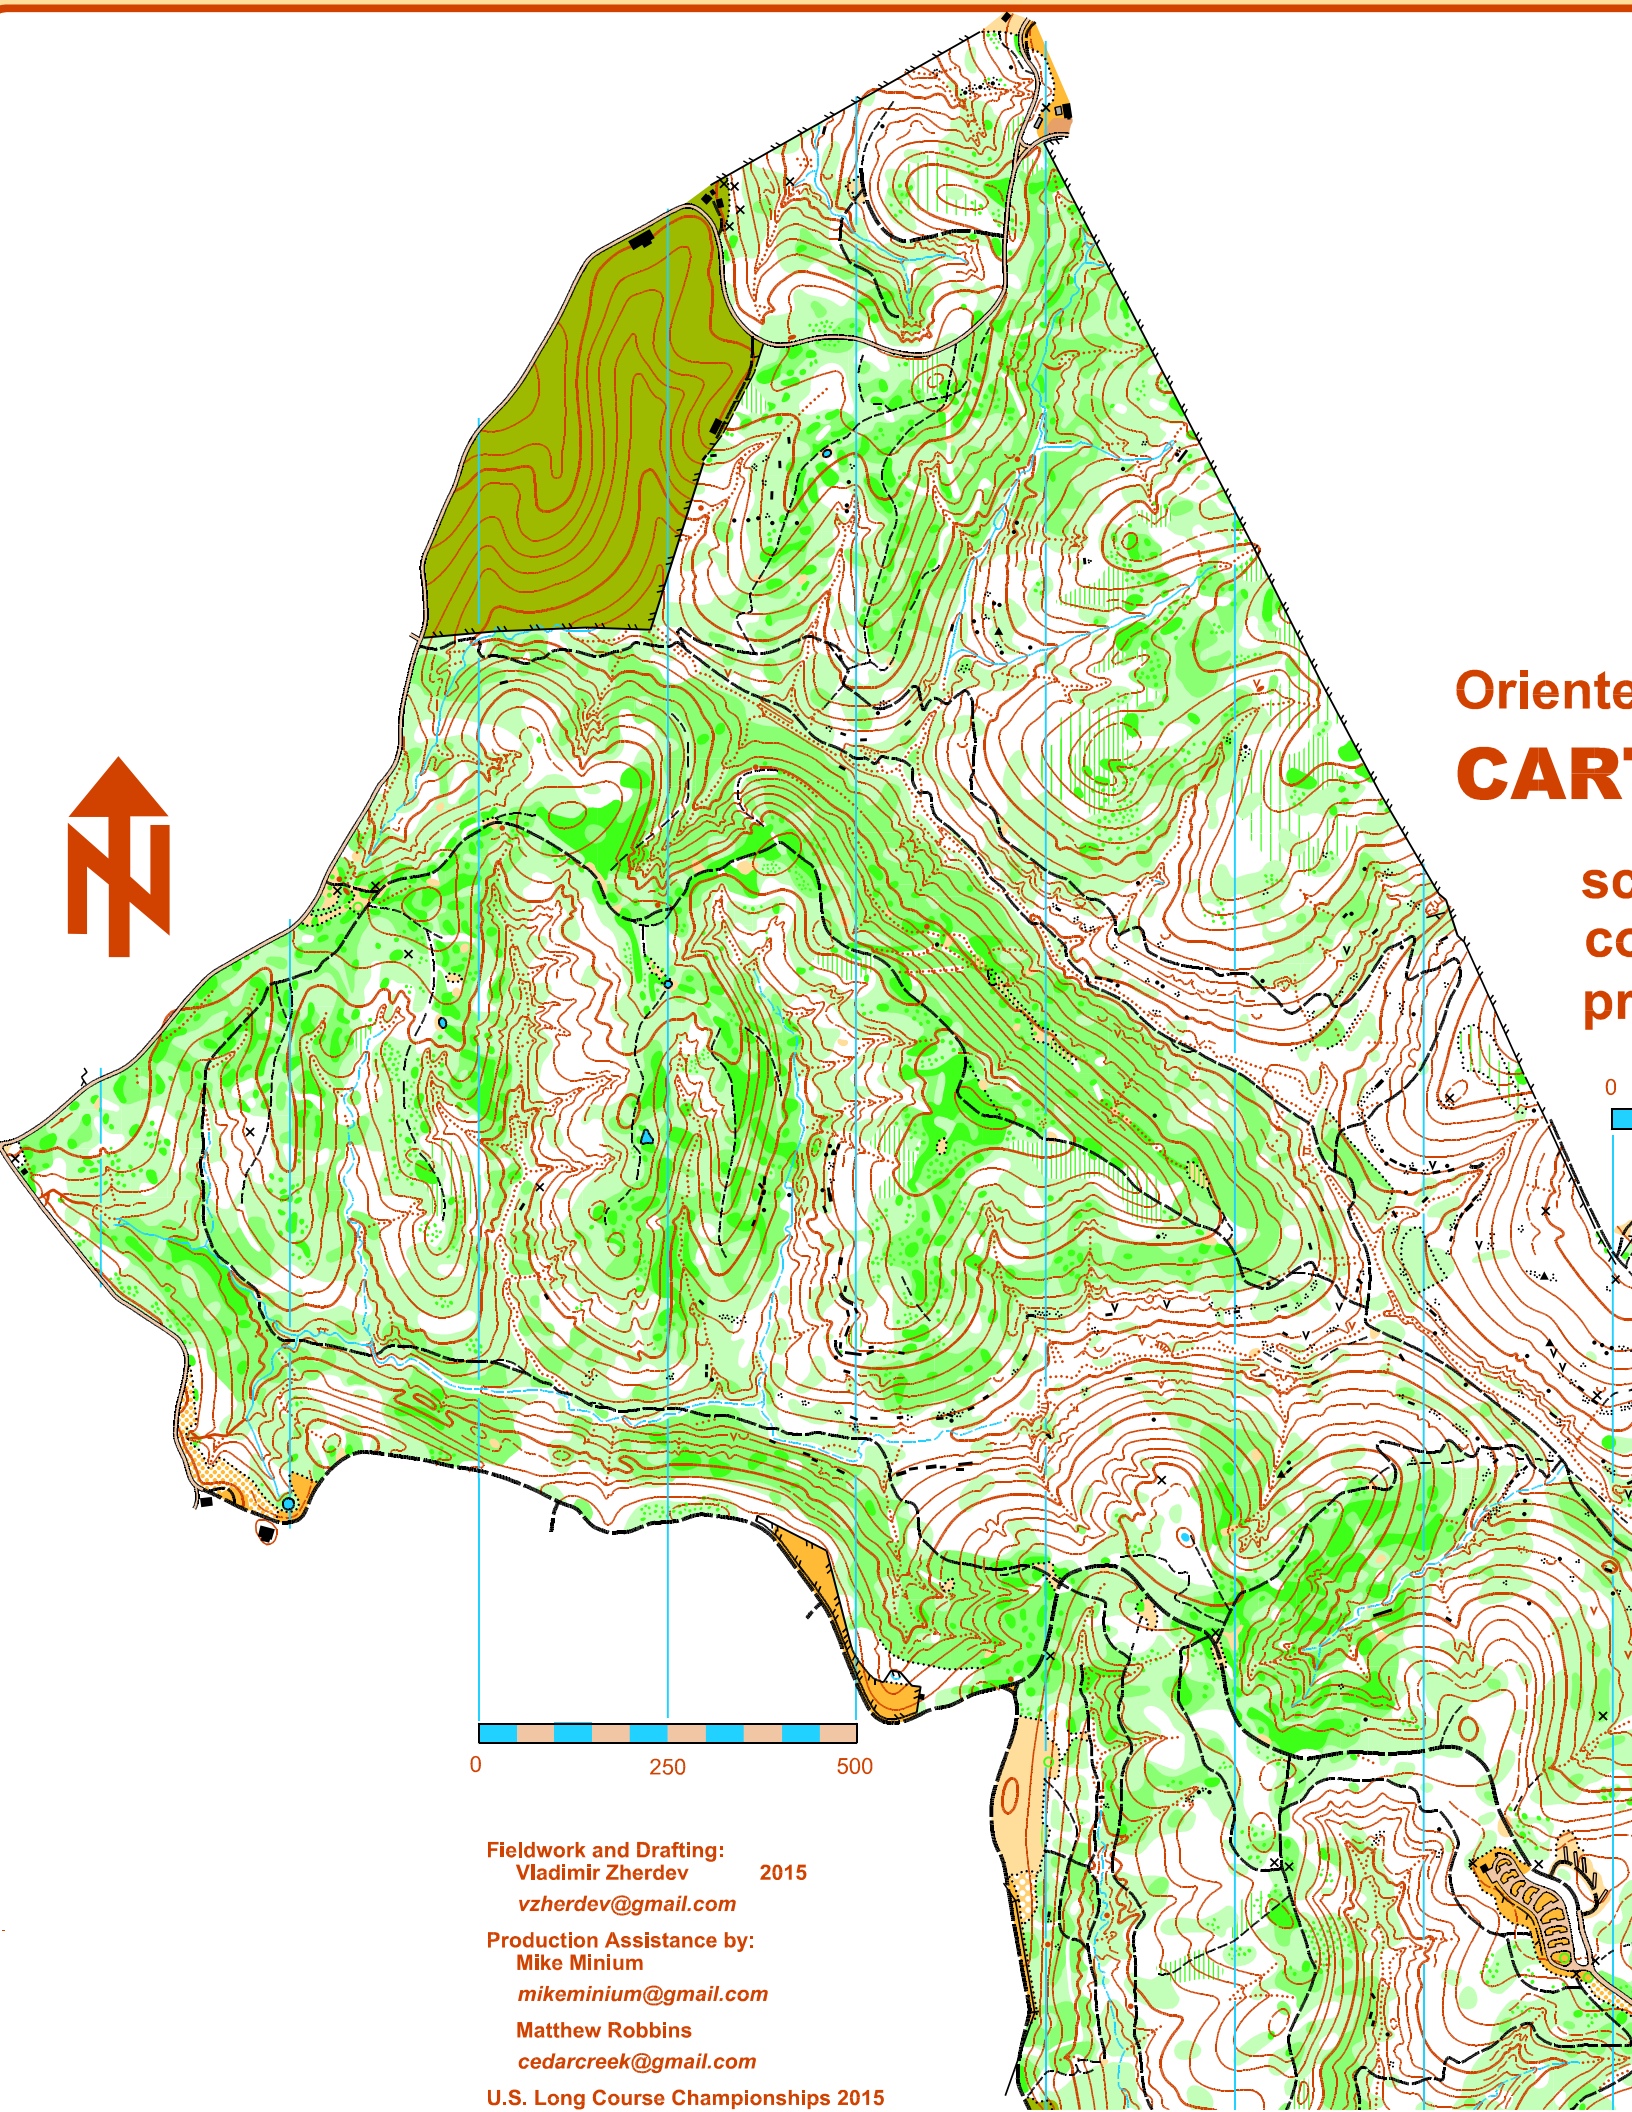 Oriente
CART
sc
co
pr
0
0 250 500
Fieldwork and Drafting:
Vladimir Zherdev 2015
vzherdev@gmail.com
Production Assistance by:
Mike Minium
mikeminium@gmail.com
Matthew Robbins
cedarcreek@gmail.com
U.S. Long Course Championships 2015